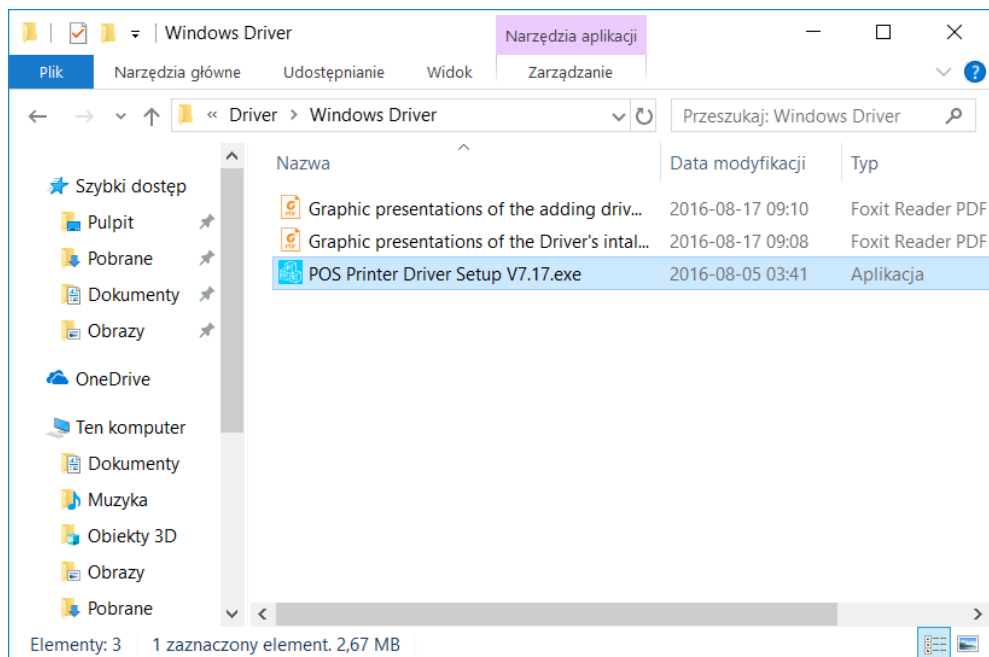 Windows Driver
Narzędzia aplikacji
Plik
Narzędzia główne
Udostępnianie
Widok
Zarządzanie
« Driver > Windows Driver
Przeszukaj: Windows Driver
Nazwa
Data modyfikacji
Typ
Szybki dostęp
Pulpit
Pobrane
Dokumenty
Obrazy
OneDrive
Ten komputer
Dokumenty
Muzyka
Obiekty 3D
Obrazy
Pobrane
Graphic presentations of the adding driv... 2016-08-17 09:10 Foxit Reader PDF
Graphic presentations of the Driver's intal... 2016-08-17 09:08 Foxit Reader PDF
POS Printer Driver Setup V7.17.exe 2016-08-05 03:41 Aplikacja
Elementy: 3
1 zaznaczony element. 2,67 MB